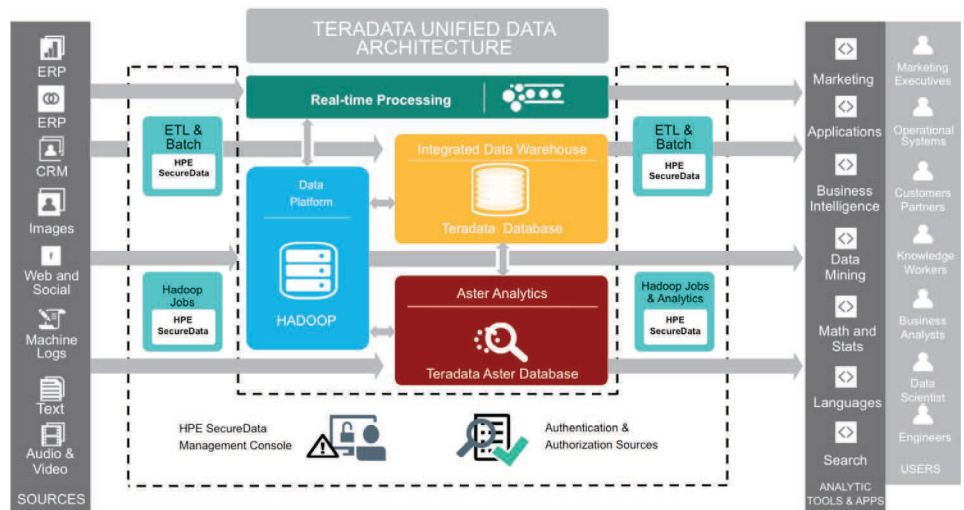 TERADATA UNIFIED DATA
ARCHITECTURE
ERP
ERP
CRM
Images
Web and
Social
Machine
Logs
Text
Audio &
Video
SOURCES
ETL &
Batch
HPE
SecureData
Hadoop
Jobs
HPE
SecureData
Real-time Processing
Data
Platform
HADOOP
Integrated Data Warehouse
Teradata Database
Aster Analytics
Teradata Aster Database
ETL &
Batch
HPE
SecureData
Hadoop Jobs
& Analytics
HPE
SecureData
HPE SecureData
Management Console
Authentication &
Authorization Sources
Marketing
Applications
Business
Intelligence
Data
Mining
Math and
Stats
Languages
Search
ANALYTIC
TOOLS & APPS
Marketing
Executives
Operational
Systems
Customers
Partners
Knowledge
Workers
Business
Analysts
Data
Scientist
Engineers
USERS